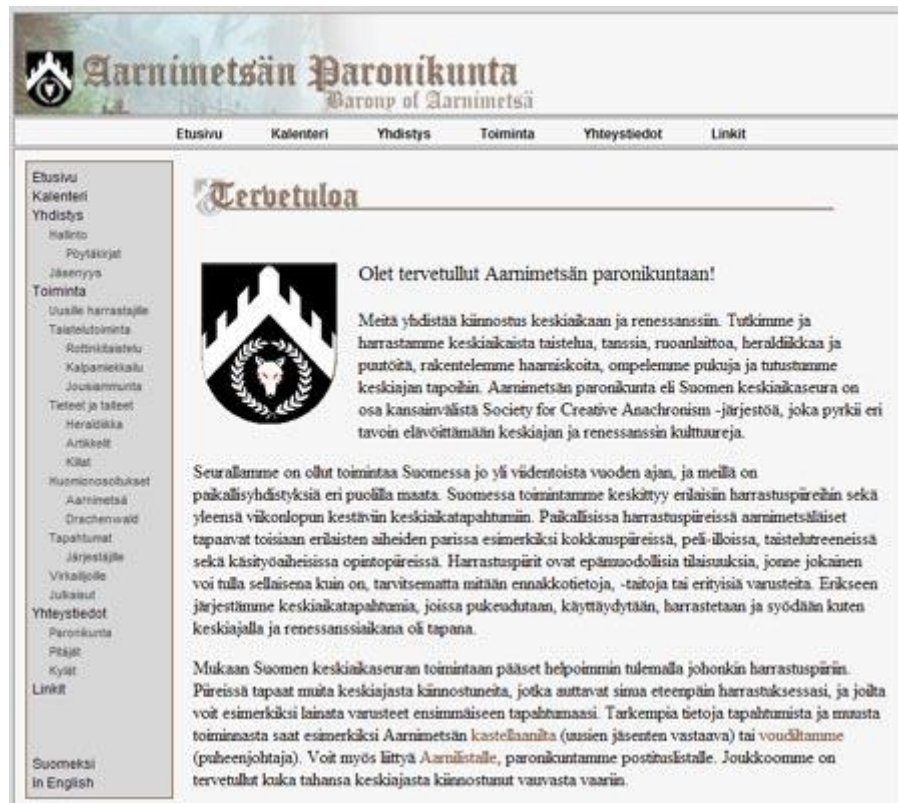 Aarnimetsän Paronikunta
Barony of Aarnimetsä
Etusivu Kalenteri Yhdistys Toiminta Yhteystiedot Linkit
Etusivu
Kalenteri
Yhdistys
Hallinto
Pöytäkirjat
Jäsenyys
Toiminta
Uusille harrastajille
Taistelutoiminta
Rottinkitaistelu
Kalpamiekkailu
Jousiammunta
Tieteet ja taiteet
Heraldiikka
Artikkelit
Killat
Kuomionosoitukset
Aarnimetsä
Drachenwald
Tapahtumat
Järjestäjille
Virkailijoille
Julkaisut
Yhteystiedot
Paronikunta
Pitäjät
Kylät
Linkit
Suomeksi
In English
Tervetuloa
Olet tervetullut Aarnimetsän paronikuntaan!
Meitä yhdistää kiinnostus keskiaikaan ja renessanssiin. Tutkimme ja
harrastamme keskiaikaista taistelua, tanssia, ruoanlaittoa, heraldiikkaa ja
puutöitä, rakentelemme haarniskoita, ompelemme pukuja ja tutustumme
keskiajan tapoihin. Aarnimetsän paronikunta eli Suomen keskiaikaseura on
osa kansainvälistä Society for Creative Anachronism -järjestöä, joka pyrkii eri
tavoin elävöittämään keskiajan ja renessanssin kulttuureja.
Seurallamme on ollut toimintaa Suomessa jo yli viidentoista vuoden ajan, ja meillä on
paikallisyhdistyksiä eri puolilla maata. Suomessa toimintamme keskittyy erilaisiin harrastuspiireihin sekä
yleensä viikonlopun kestäviin keskiaikatapahtumiin. Paikallisissa harrastuspiireissä aarnimetsäläiset
tapaavat toisiaan erilaisten aiheiden parissa esimerkiksi kokkauspiireissä, peli-illoissa, taistelutreeneissä
sekä käsityöaiheisissa opintopiireissä. Harrastuspiirit ovat epämuodollisia tilaisuuksia, jonne jokainen
voi tulla sellaisena kuin on, tarvitsematta mitään ennakkotietoja, -taitoja tai erityisiä varusteita. Erikseen
järjestämme keskiaikatapahtumia, joissa pukeudutaan, käyttäydytään, harrastetaan ja syödään kuten
keskiajalla ja renessanssiaikana oli tapana.
Mukaan Suomen keskiaikaseuran toimintaan pääset helpoimmin tulemalla johonkin harrastuspiiriin.
Piireissä tapaat muita keskiajasta kiinnostuneita, jotka auttavat sinua eteenpäin harrastuksessasi, ja joilta
voit esimerkiksi lainata varusteet ensimmäiseen tapahtumaasi. Tarkempia tietoja tapahtumista ja muusta
toiminnasta saat esimerkiksi Aarnimetsän kastellaanilta (uusien jäsenten vastaava) tai voudiltamme
(puheenjohtaja). Voit myös liittyä Aarnilistalle, paronikuntamme postituslistalle. Joukkoomme on
tervetullut kuka tahansa keskiajasta kiinnostunut vauvasta vaariin.